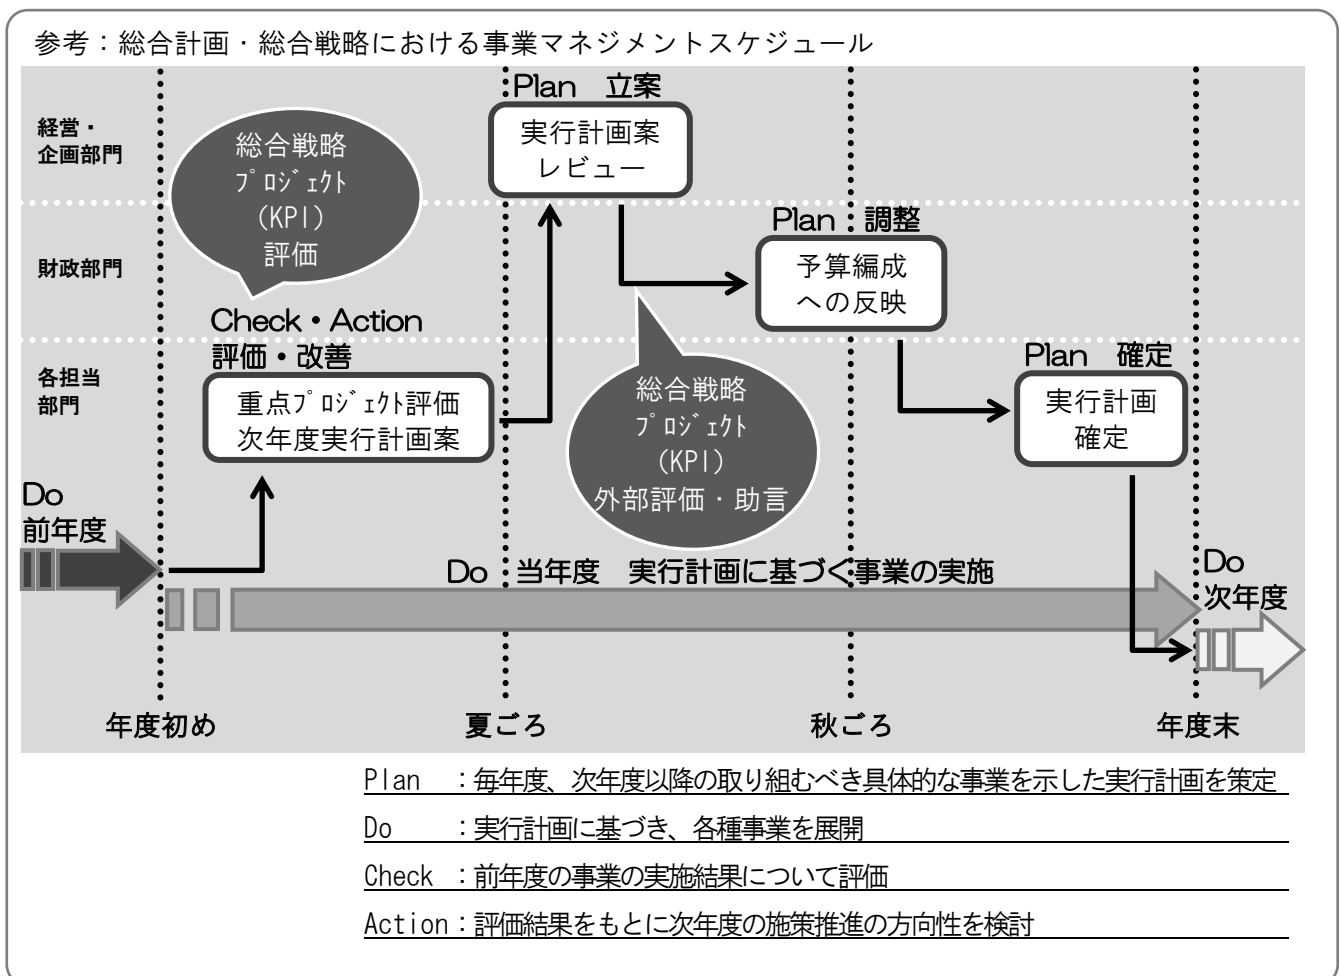 参考：総合計画・総合戦略における事業マネジメントスケジュール
経営・
企画部門
総合戦略
ﾌﾟﾛｼﾞｪｸﾄ
(KPI)
評価
Plan　立案
実行計画案
レビュー
財政部門
Plan　調整
予算編成
への反映
Check・Action
評価・改善
各担当
部門
重点ﾌﾟﾛｼﾞｪｸﾄ評価
次年度実行計画案
総合戦略
ﾌﾟﾛｼﾞｪｸﾄ
(KPI)
外部評価・助言
Plan　確定
実行計画
確定
Do
前年度
Do　当年度　実行計画に基づく事業の実施
Do
次年度
年度初め
夏ごろ
秋ごろ
年度末
Plan　：毎年度、次年度以降の取り組むべき具体的な事業を示した実行計画を策定
Do　　：実行計画に基づき、各種事業を展開
Check　：前年度の事業の実施結果について評価
Action：評価結果をもとに次年度の施策推進の方向性を検討